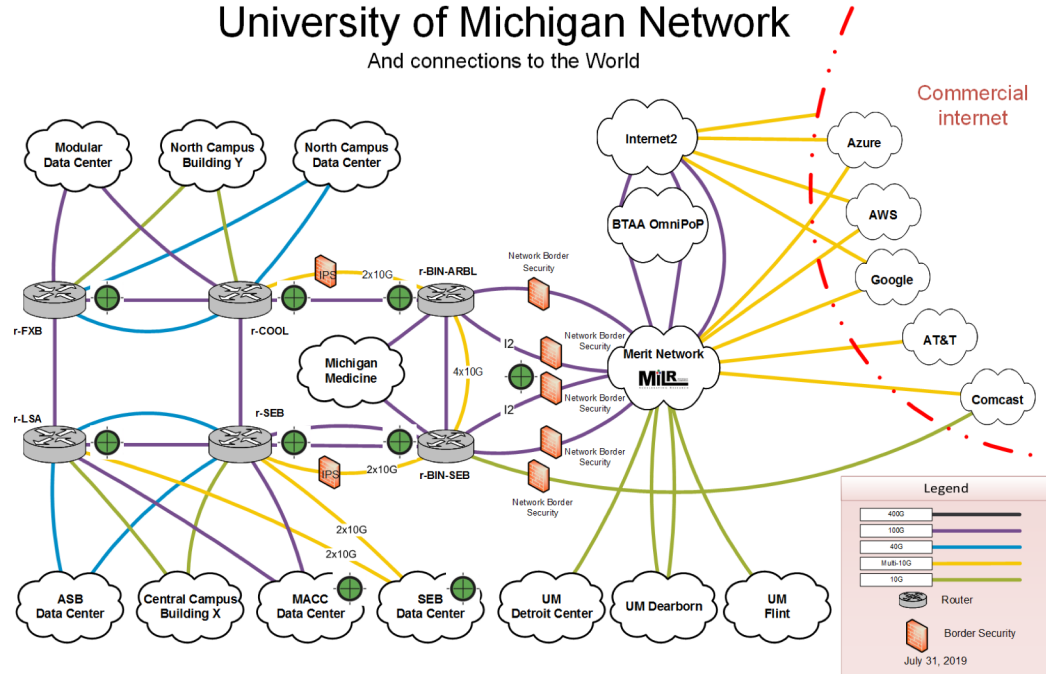 University of Michigan Network
And connections to the World
Commercial
internet
Modular
Data Center
North Campus
Building Y
North Campus
Data Center
Internet2
Azure
BTAA OmniPoP
AWS
Google
AT&T
Comcast
Network Border
Security
r-BIN-ARBL
IPS
2x10G
r-FXB
r-COOL
I2
Network Border
Security
Merit Network
MiLR
Michigan
Medicine
4x10G
Network Border
Security
I2
r-LSA
r-SEB
Network Border
Security
IPS
2x10G
r-BIN-SEB
Network Border
Security
2x10G
2x10G
ASB
Data Center
Central Campus
Building X
MACC
Data Center
SEB
Data Center
UM
Detroit Center
UM Dearborn
UM
Flint
Legend
400G
100G
40G
Multi-10G
10G
Router
Border Security
July 31, 2019